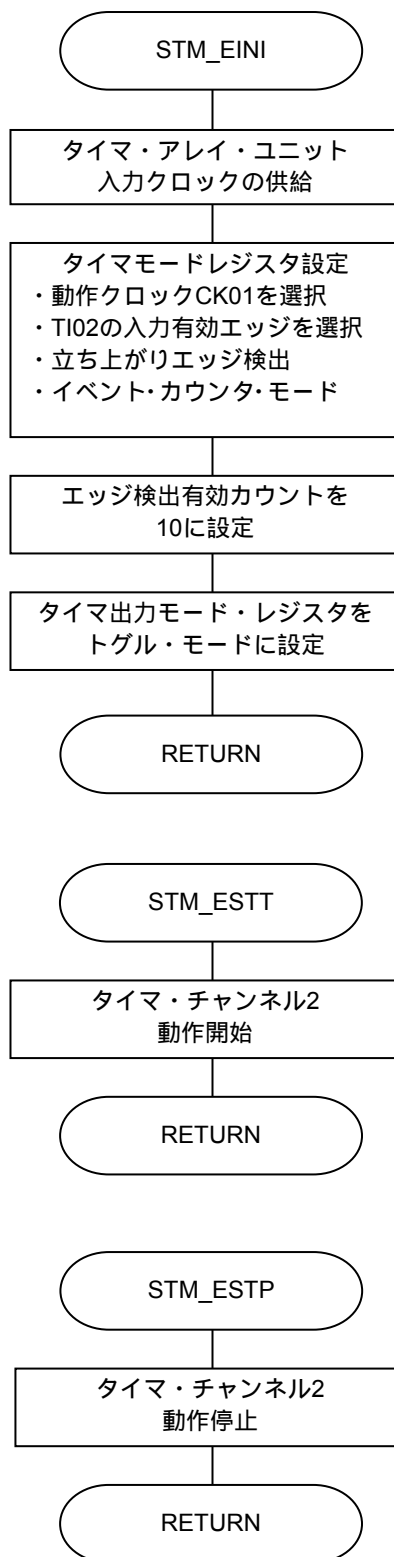 STM_EINI
タイマ・アレイ・ユニット
入力クロックの供給
タイマモードレジスタ設定
・動作クロックCK01を選択
・TI02の入力有効エッジを選択
・立ち上がりエッジ検出
・イベント・カウンタ・モード
エッジ検出有効カウントを
10に設定
タイマ出力モード・レジスタを
トグル・モードに設定
RETURN
STM_ESTT
タイマ・チャンネル2
動作開始
RETURN
STM_ESTP
タイマ・チャンネル2
動作停止
RETURN